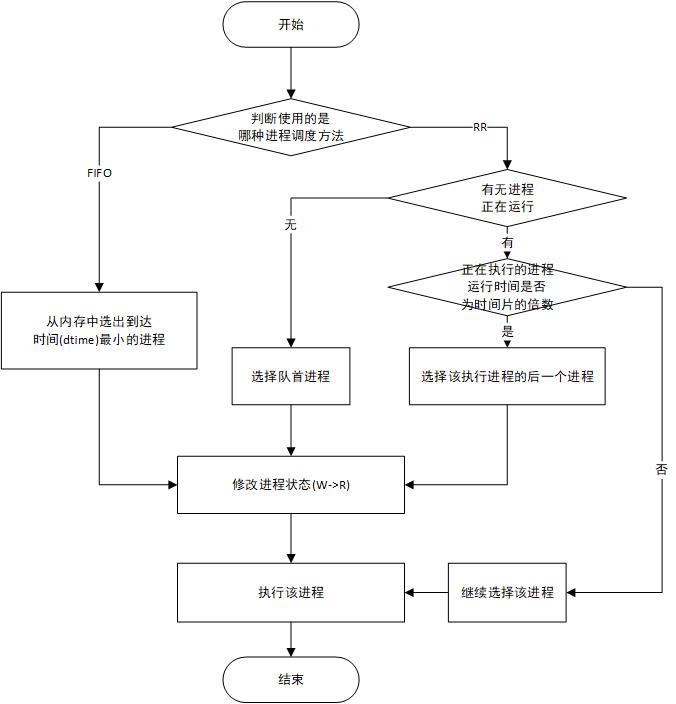 开始
判断使用的是
哪种进程调度方法
RR
FIFO
有无进程
正在运行
无
有
正在执行的进程
运行时间是否
为时间片的倍数
从内存中选出到达
时间(dtime)最小的进程
是
选择队首进程
选择该执行进程的后一个进程
否
修改进程状态(W->R)
执行该进程
继续选择该进程
结束